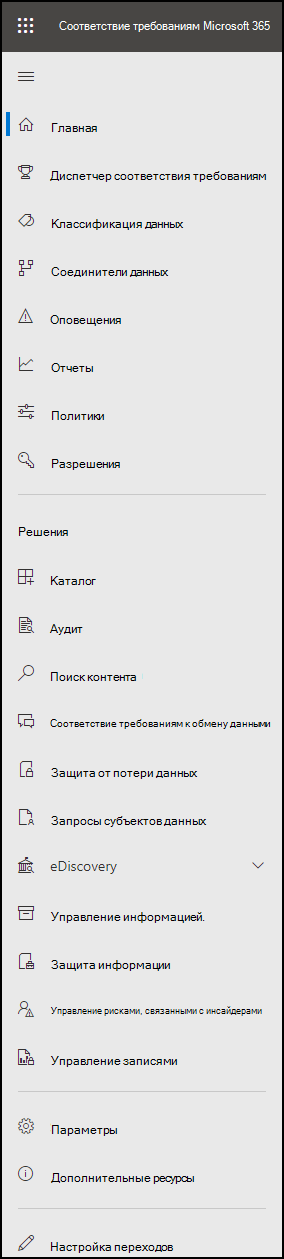 Соответствие требованиям Microsoft 365
Главная
Диспетчер соответствия требованиям
Классификация данных
Соединители данных
Оповещения
Отчеты
Политики
Разрешения
Решения
Каталог
Аудит
Поиск контента
Соответствие требованиям к обмену данными
Защита от потери данных
Запросы субъектов данных
eDiscovery
Управление информацией.
Защита информации
Управление рисками, связанными с инсайдерами
Управление записями
Параметры
Дополнительные ресурсы
Настройка переходов